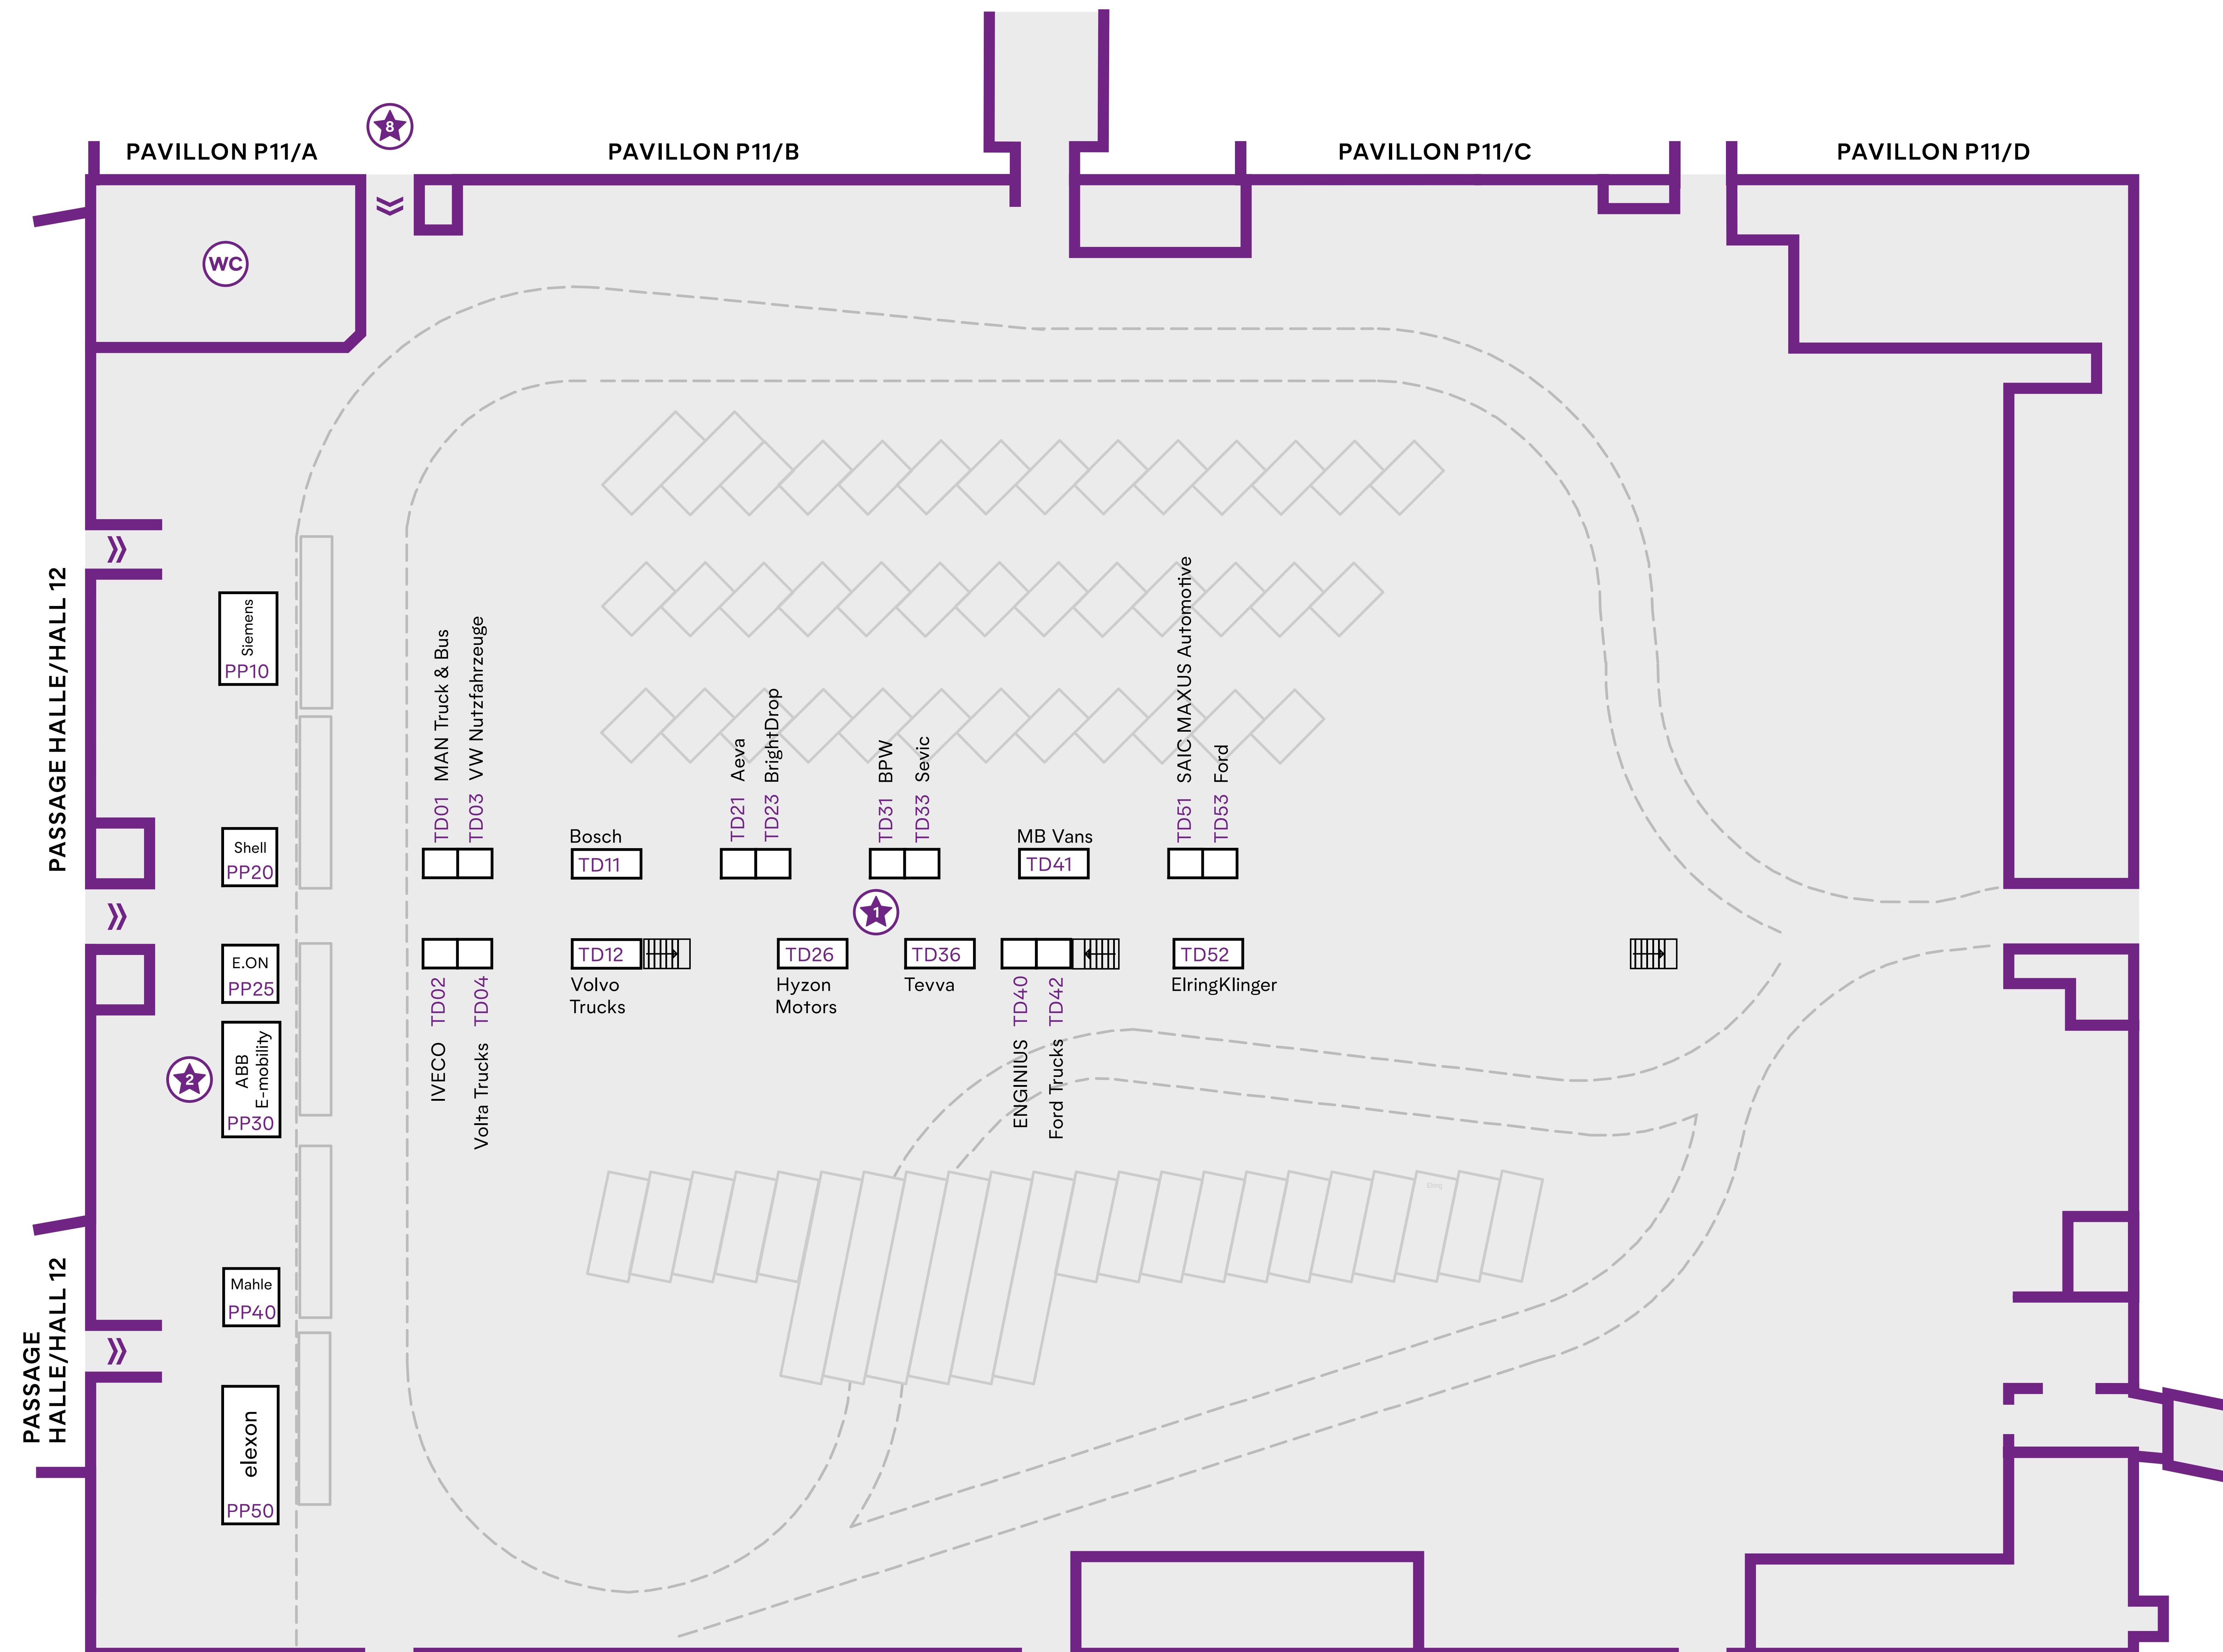 8
PAVILLON P11/A
PAVILLON P11/B
PAVILLON P11/C
PAVILLON P11/D
WC
PASSAGE HALLE/HALL 12
Siemens
PP10
Shell
PP20
E.ON
PP25
2
ABB
E-mobility
PP30
PASSAGE
HALLE/HALL 12
Mahle
PP40
elexon
PP50
TD01 MAN Truck & Bus
TD03 VW Nutzfahrzeuge
Bosch
TD11
TD21 Aeva
TD23 BrightDrop
TD31 BPW
TD33 Sevic
MB Vans
TD41
TD51 SAIC MAXUS Automotive
TD53 Ford
1
IVECO TD02
Volta Trucks TD04
TD12
Volvo
Trucks
TD26
Hyzon
Motors
TD36
Tevva
ENGINIUS TD40
Ford Trucks TD42
TD52
ElringKlinger
Elring